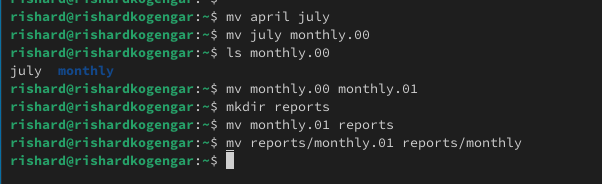 rishard@rishardkogengar:~$ mv april july
rishard@rishardkogengar:~$ mv july monthly.00
rishard@rishardkogengar:~$ ls monthly.00
july  monthly
rishard@rishardkogengar:~$ mv monthly.00 monthly.01
rishard@rishardkogengar:~$ mkdir reports
rishard@rishardkogengar:~$ mv monthly.01 reports
rishard@rishardkogengar:~$ mv reports/monthly.01 reports/monthly
rishard@rishardkogengar:~$